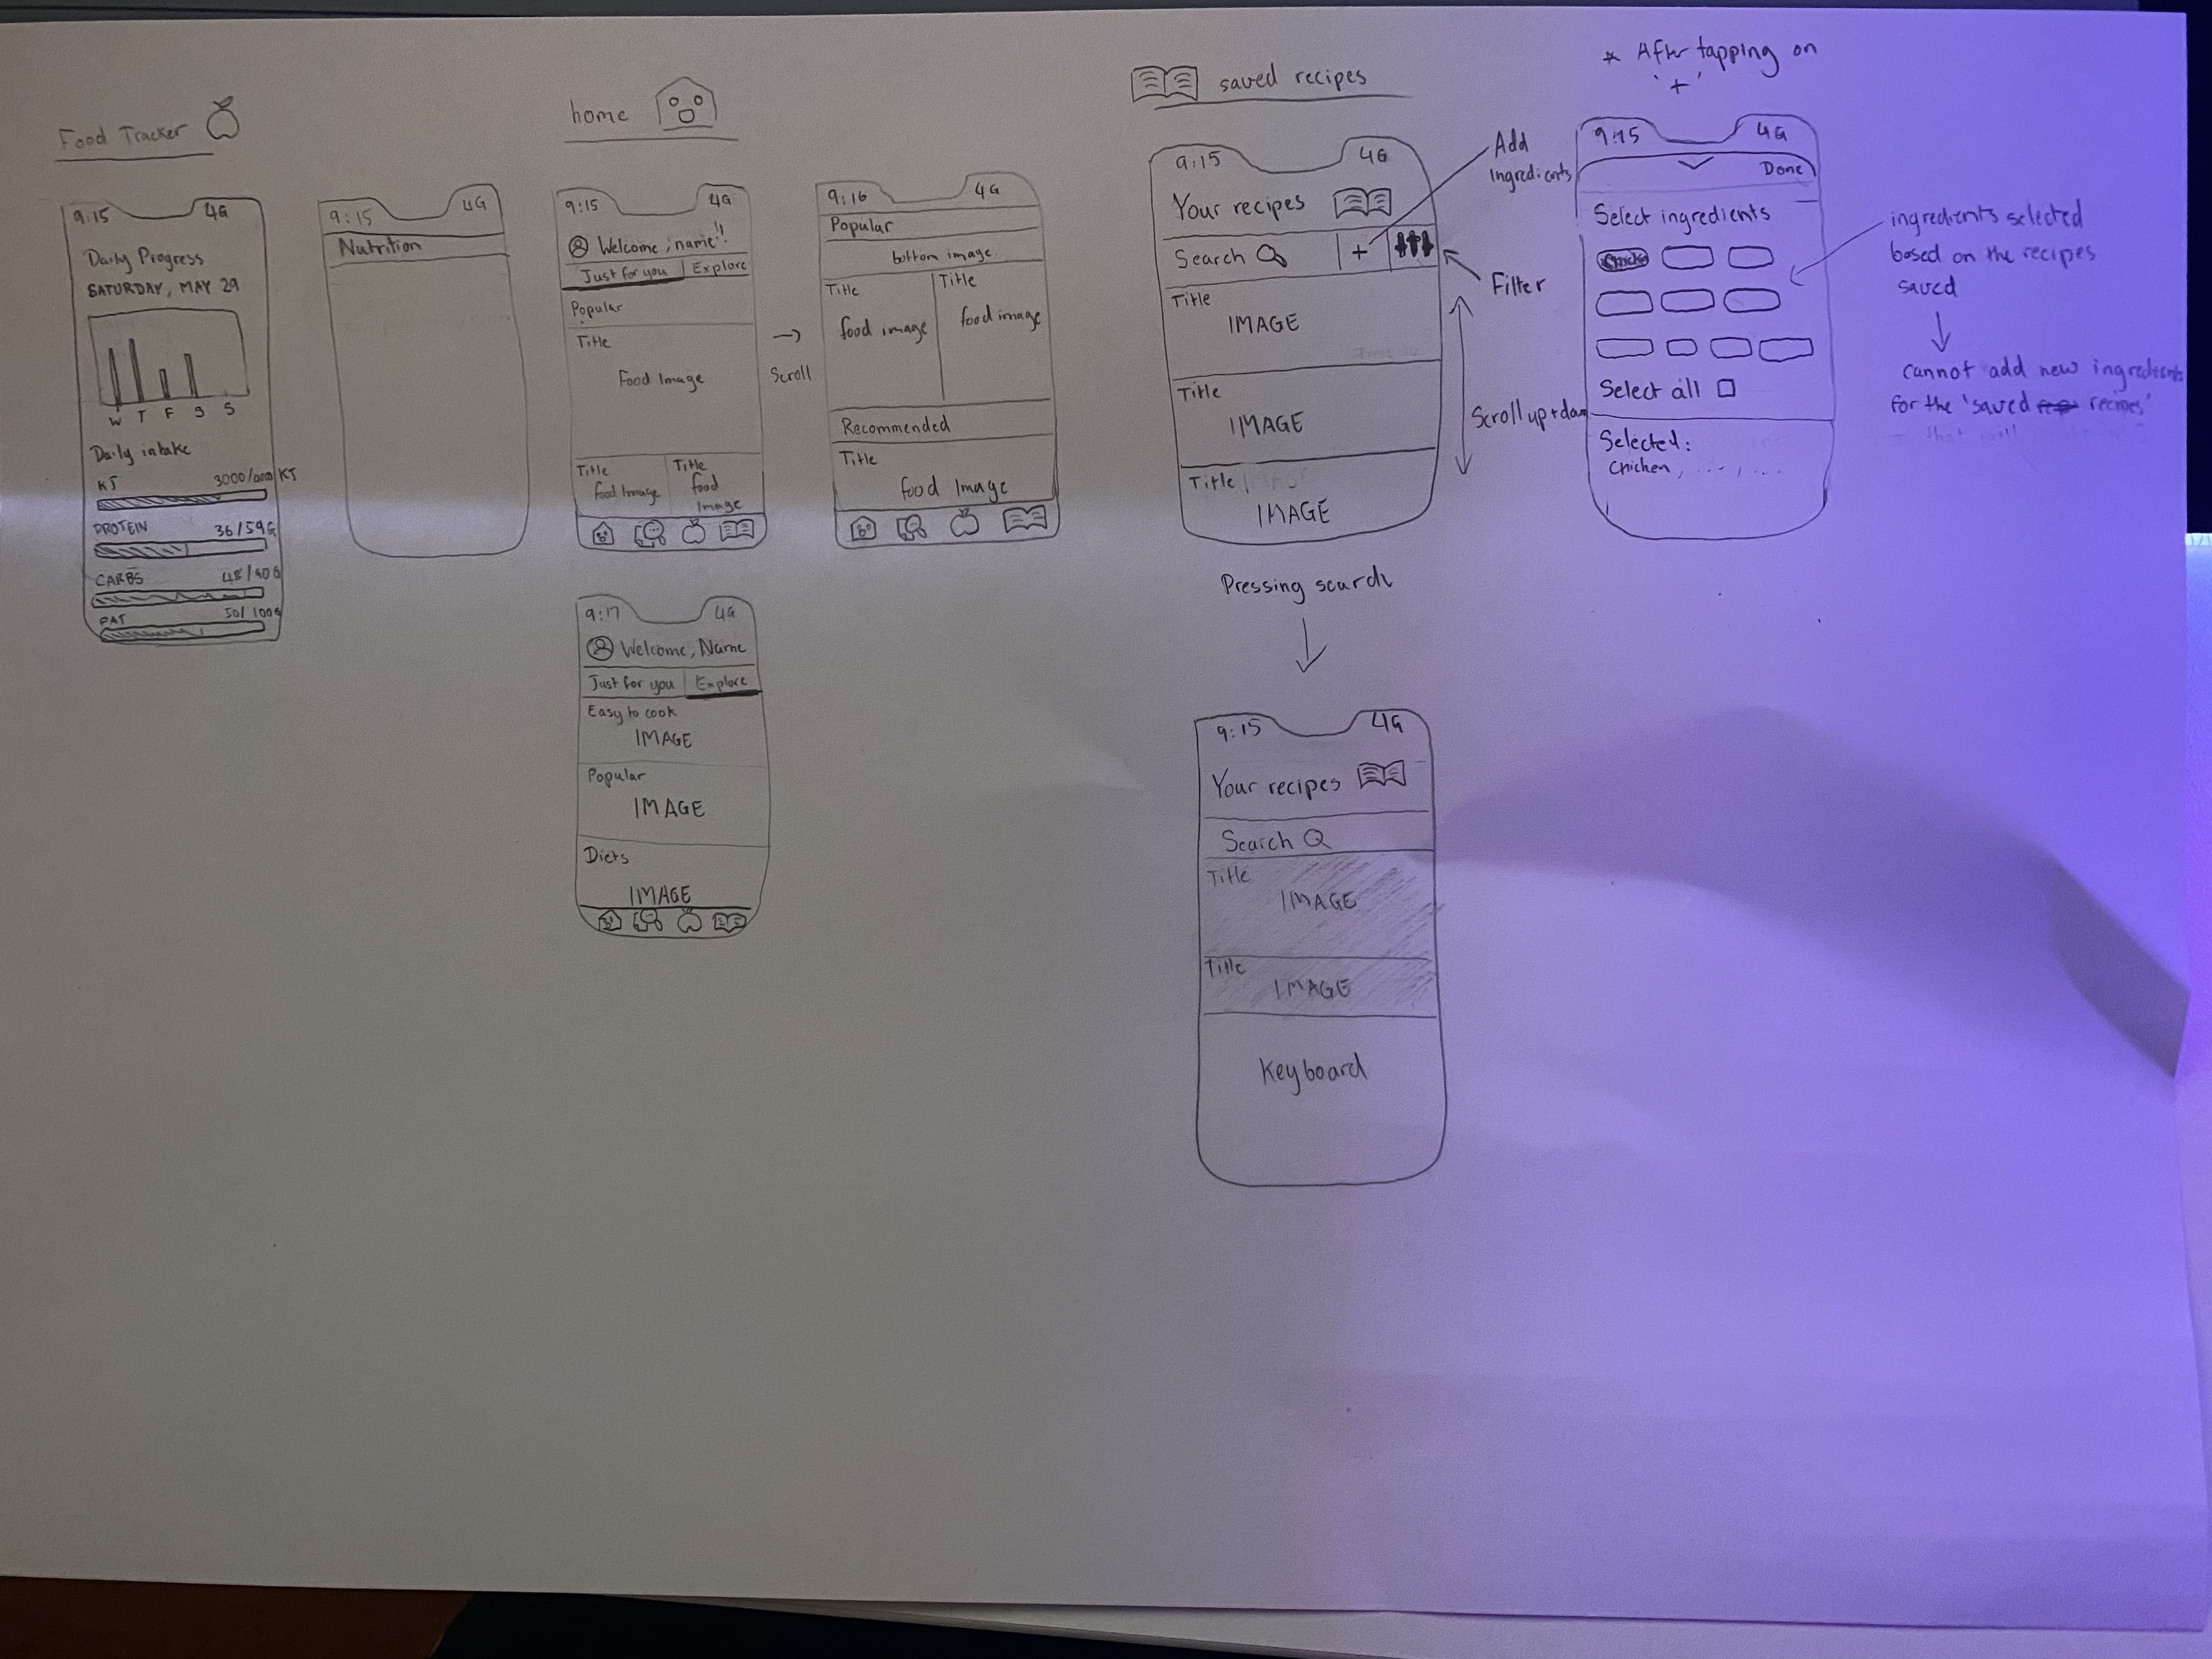 Food Tracker
9:15 4G
Daily Progress
SATURDAY, MAY 29
W T F S S
Daily intake
KJ 3000/ KJ
PROTEIN 36/59G
CARBS 48/90G
FAT 50/100G
9:15 4G
Nutrition
home
9:15 4G
Welcome, name!!
Just for you Explore
Popular
Title
Food Image
Title Title
food Image food
Image
→
Scroll
9:16 4G
Popular
bottom image
Title Title
food image food image
Recommended
Title
food Image
9:17 4G
Welcome, Name
Just for you Explore
Easy to cook
IMAGE
Popular
IMAGE
Diets
IMAGE
saved recipes
9:15 4G
Your recipes
Search +
Title
IMAGE
Title
IMAGE
Title
IMAGE
Add
Ingredients
Filter
Scroll up + down
Pressing search
9:15 4G
Your recipes
Search
Title
IMAGE
Title
IMAGE
Keyboard
* After tapping on
'+'
9:15 4G
Done
Select ingredients
Select all
Selected:
Chicken, ...., ....
ingredients selected
based on the recipes
saved
cannot add new ingredients
for the 'saved recipes'